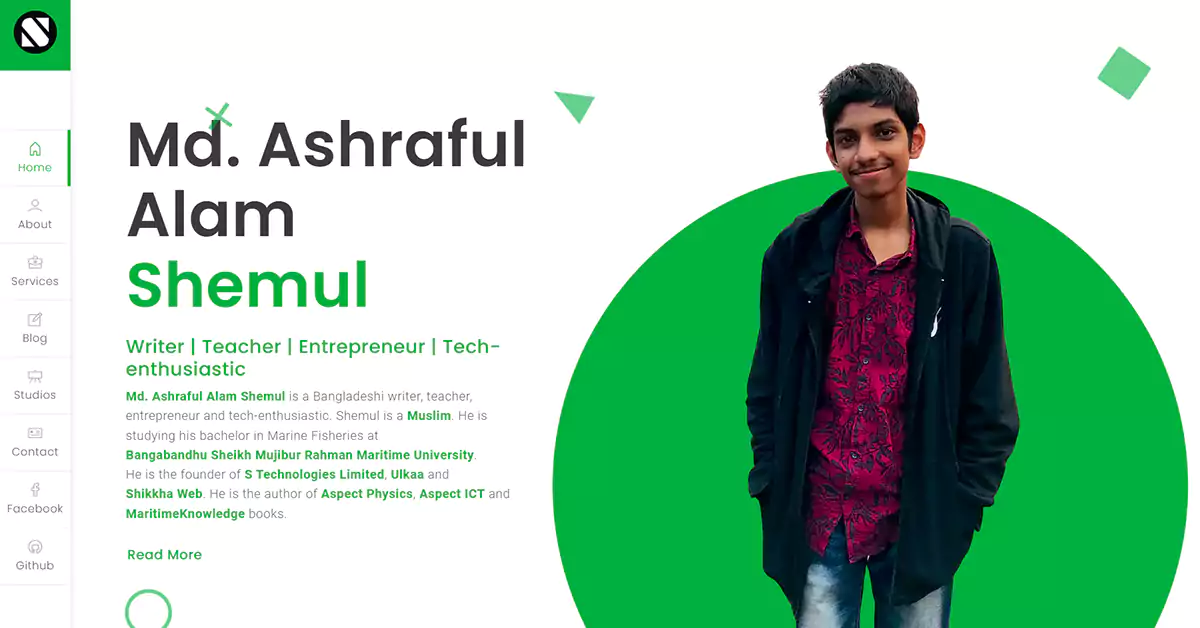 Home
About
Services
Blog
Studios
Contact
Facebook
Github
Md. Ashraful
Alam
Shemul
Writer | Teacher | Entrepreneur | Tech-
enthusiastic
Md. Ashraful Alam Shemul is a Bangladeshi writer, teacher,
entrepreneur and tech-enthusiastic. Shemul is a Muslim. He is
studying his bachelor in Marine Fisheries at
Bangabandhu Sheikh Mujibur Rahman Maritime University.
He is the founder of S Technologies Limited, Ulkaa and
Shikkha Web. He is the author of Aspect Physics, Aspect ICT and
MaritimeKnowledge books.
Read More